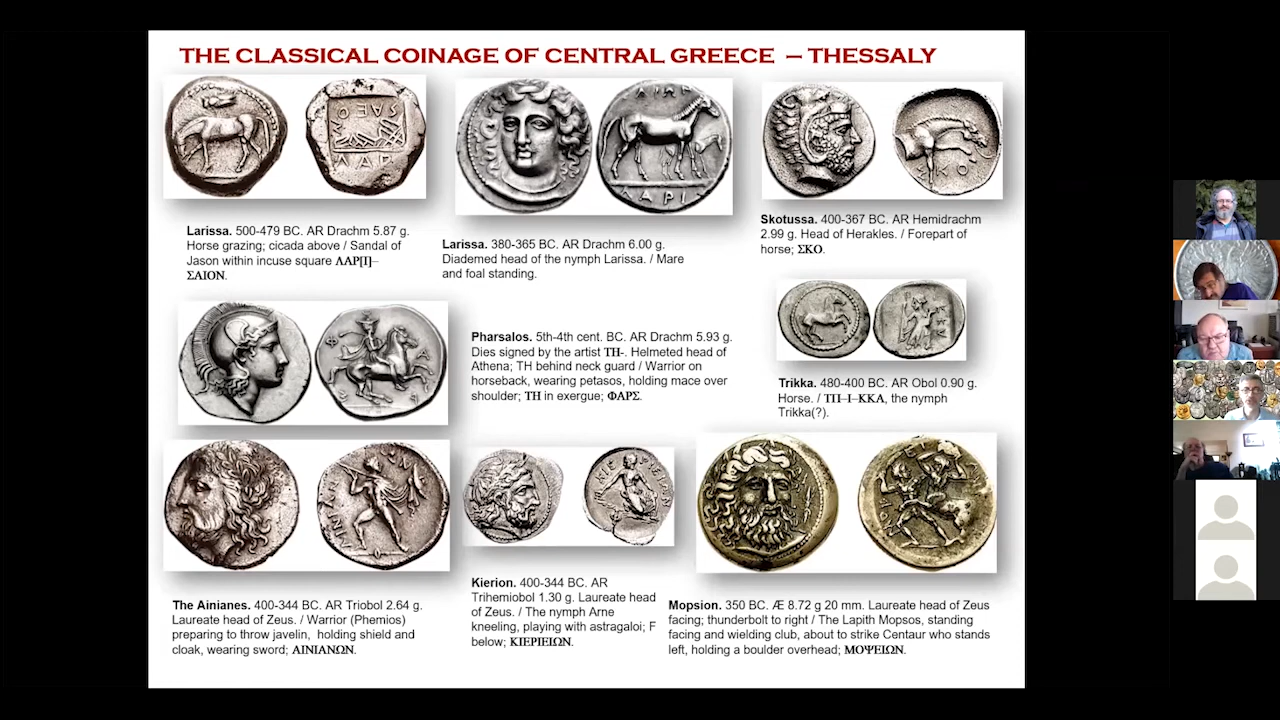 THE CLASSICAL COINAGE OF CENTRAL GREECE – THESSALY
Larissa. 500-479 BC. AR Drachm 5.87 g.
Horse grazing; cicada above / Sandal of
Jason within incuse square ΛΑΡ[Ι]–
ΣΑΙΟΝ.
Larissa. 380-365 BC. AR Drachm 6.00 g.
Diademed head of the nymph Larissa. / Mare
and foal standing.
Skotussa. 400-367 BC. AR Hemidrachm
2.99 g. Head of Herakles. / Forepart of
horse; ΣΚΟ.
Pharsalos. 5th-4th cent. BC. AR Drachm 5.93 g.
Dies signed by the artist ΤΗ-. Helmeted head of
Athena; TH behind neck guard / Warrior on
horseback, wearing petasos, holding mace over
shoulder; ΤΗ in exergue; ΦΑΡΣ.
Trikka. 480-400 BC. AR Obol 0.90 g.
Horse. / ΤΠ–Ι–ΚΚΑ, the nymph
Trikka(?).
The Ainianes. 400-344 BC. AR Triobol 2.64 g.
Laureate head of Zeus. / Warrior (Phemios)
preparing to throw javelin, holding shield and
cloak, wearing sword; ΑΙΝΙΑΝΩΝ.
Kierion. 400-344 BC. AR
Trihemiobol 1.30 g. Laureate head
of Zeus. / The nymph Arne
kneeling, playing with astragaloi; F
below; ΚΙΕΡΙΕΙΩΝ.
Mopsion. 350 BC. Æ 8.72 g 20 mm. Laureate head of Zeus
facing; thunderbolt to right / The Lapith Mopsos, standing
facing and wielding club, about to strike Centaur who stands
left, holding a boulder overhead; ΜΟΨΕΙΩΝ.